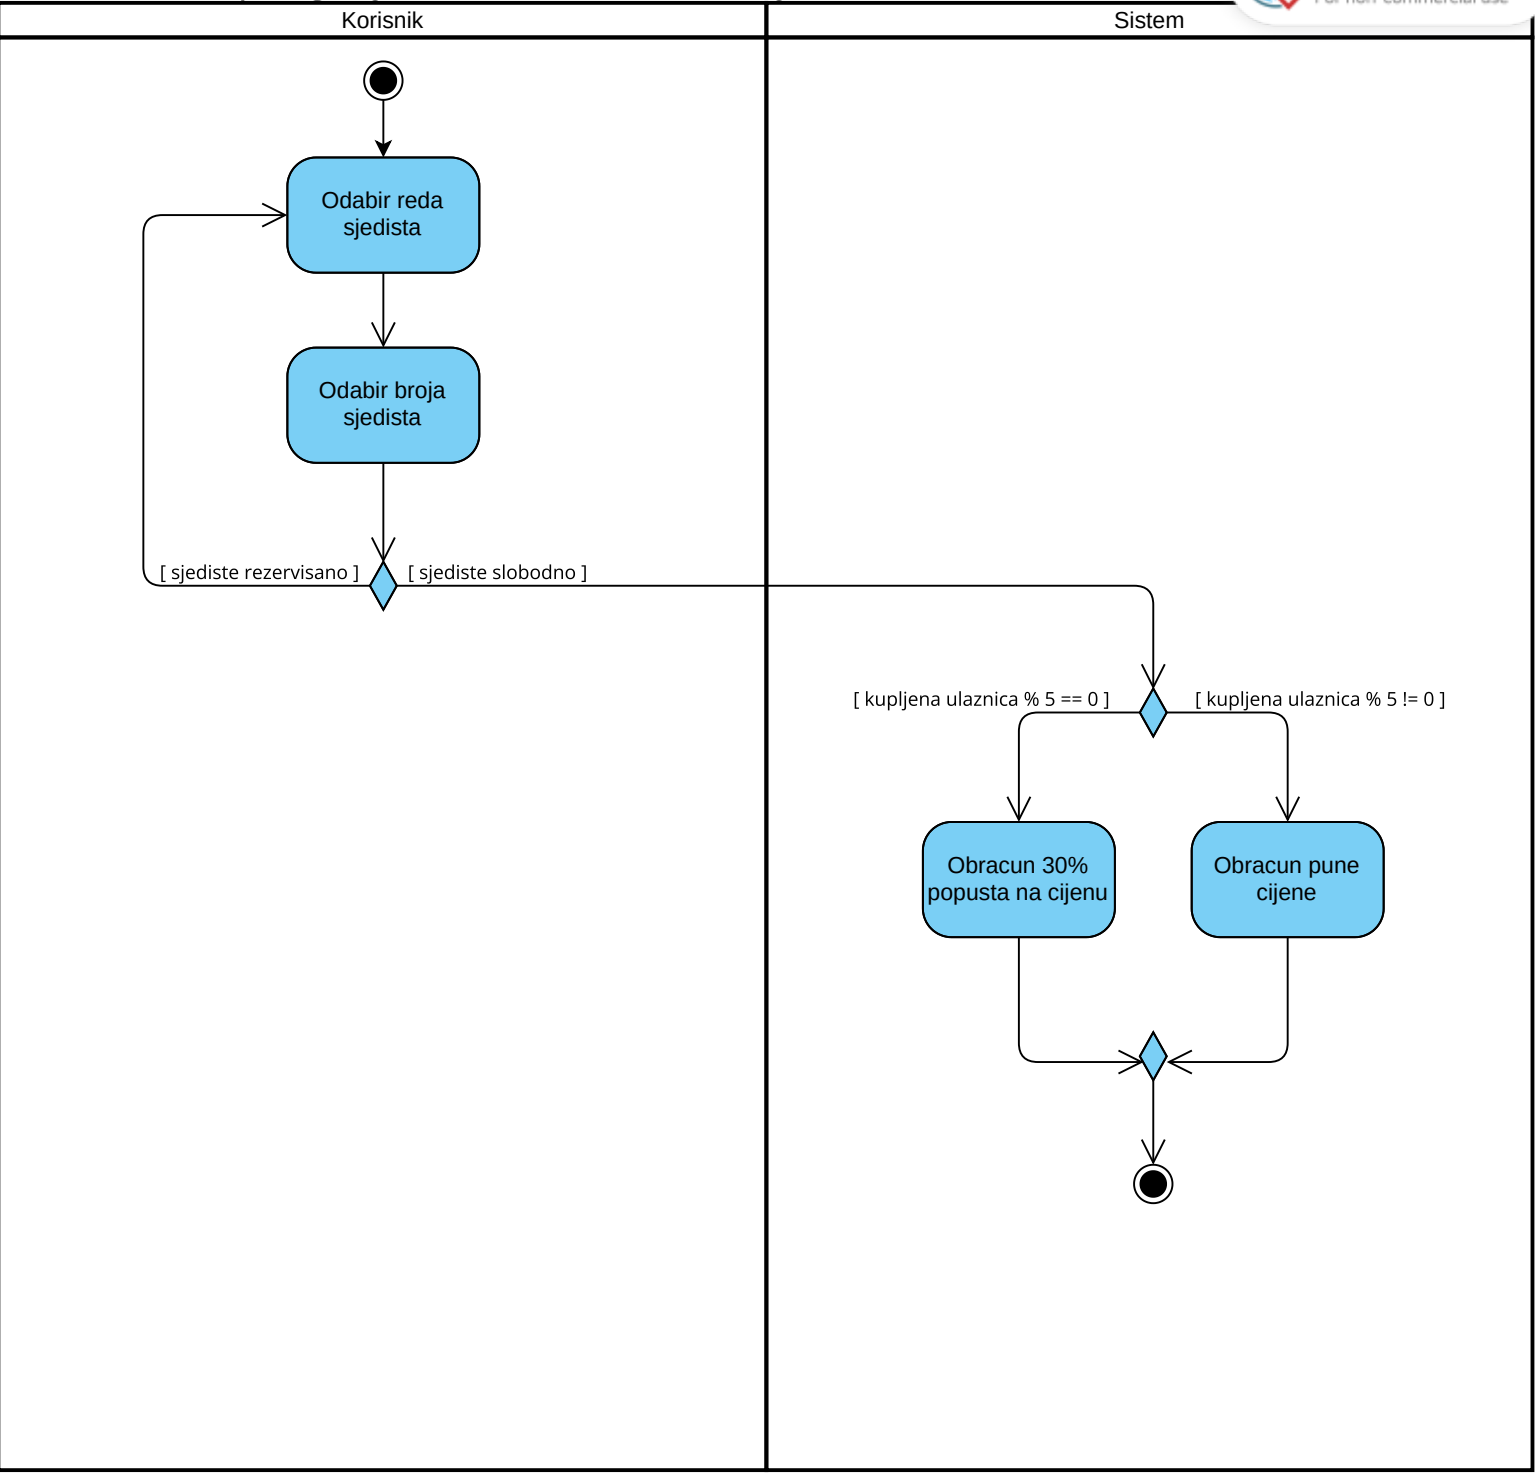 Korisnik
Sistem
Odabir reda
sjedista
Odabir broja
sjedista
[ sjediste rezervisano ]
[ sjediste slobodno ]
[ kupljena ulaznica % 5 == 0 ]
[ kupljena ulaznica % 5 != 0 ]
Obracun 30%
popusta na cijenu
Obracun pune
cijene